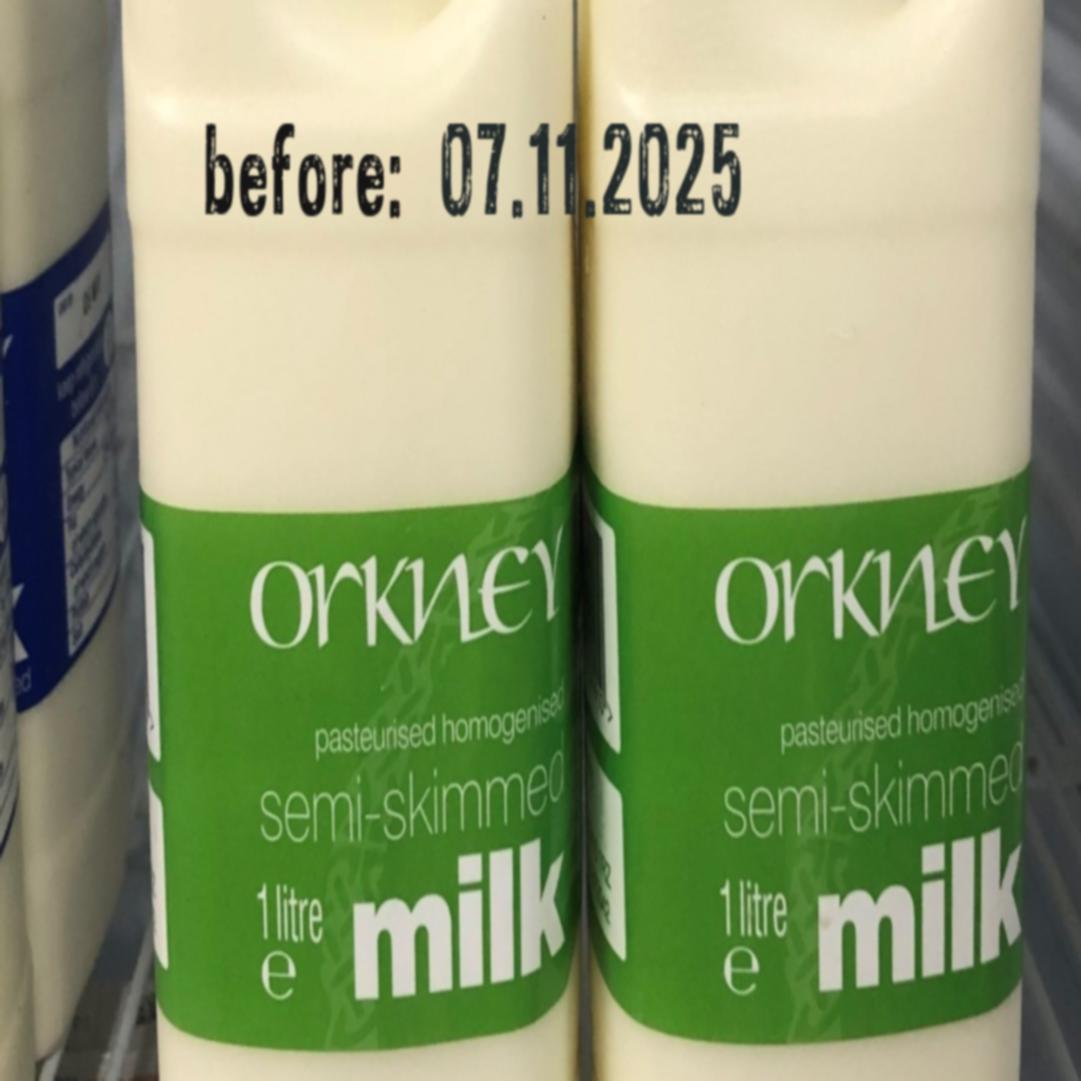 before: 07.11.2025
ORKNEY
pasteurised homogenised
semi-skimmed
1 litre
milk
e
ORKNEY
pasteurised homogenised
semi-skimmed
1 litre
milk
e